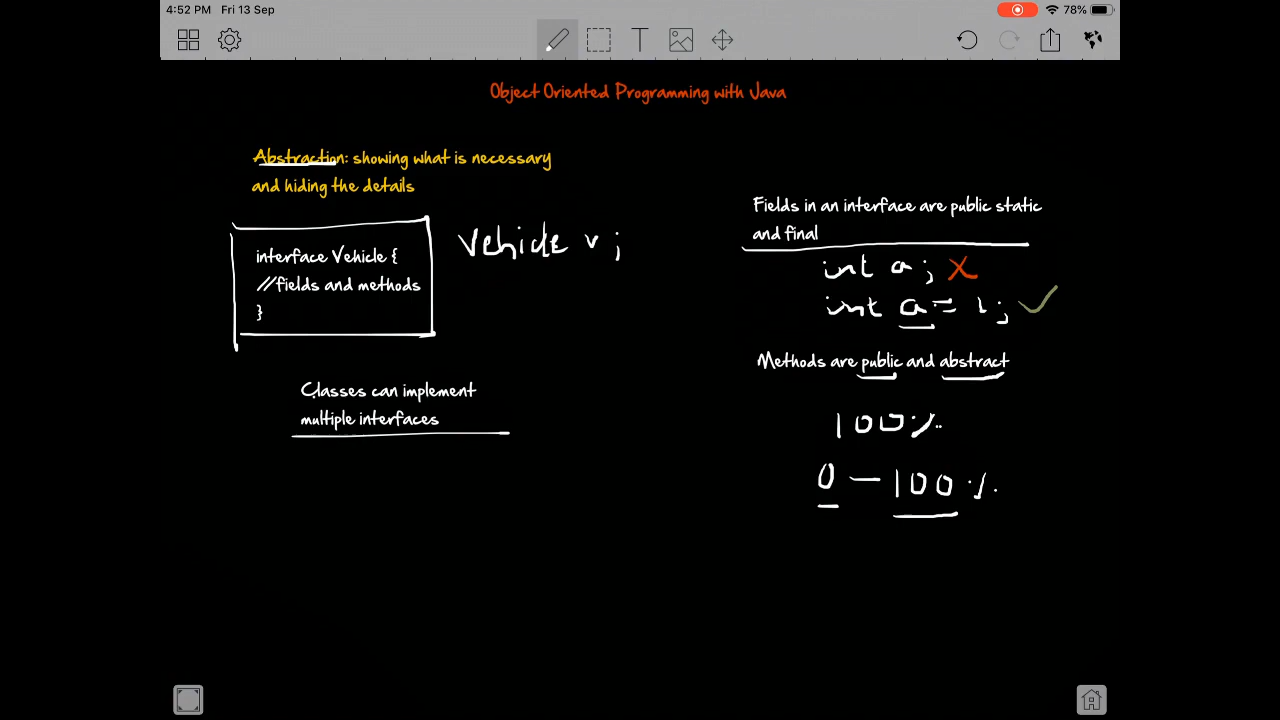 4:52 PM Fri 13 Sep
78%
T
Object Oriented Programming with Java
Abstraction: showing what is necessary
and hiding the details
interface Vehicle {
//fields and methods
}
Vehicle v ;
Classes can implement
multiple interfaces
Fields in an interface are public static
and final
int a ; X
int a = 1 ; ✓
Methods are public and abstract
100%
0 - 100%